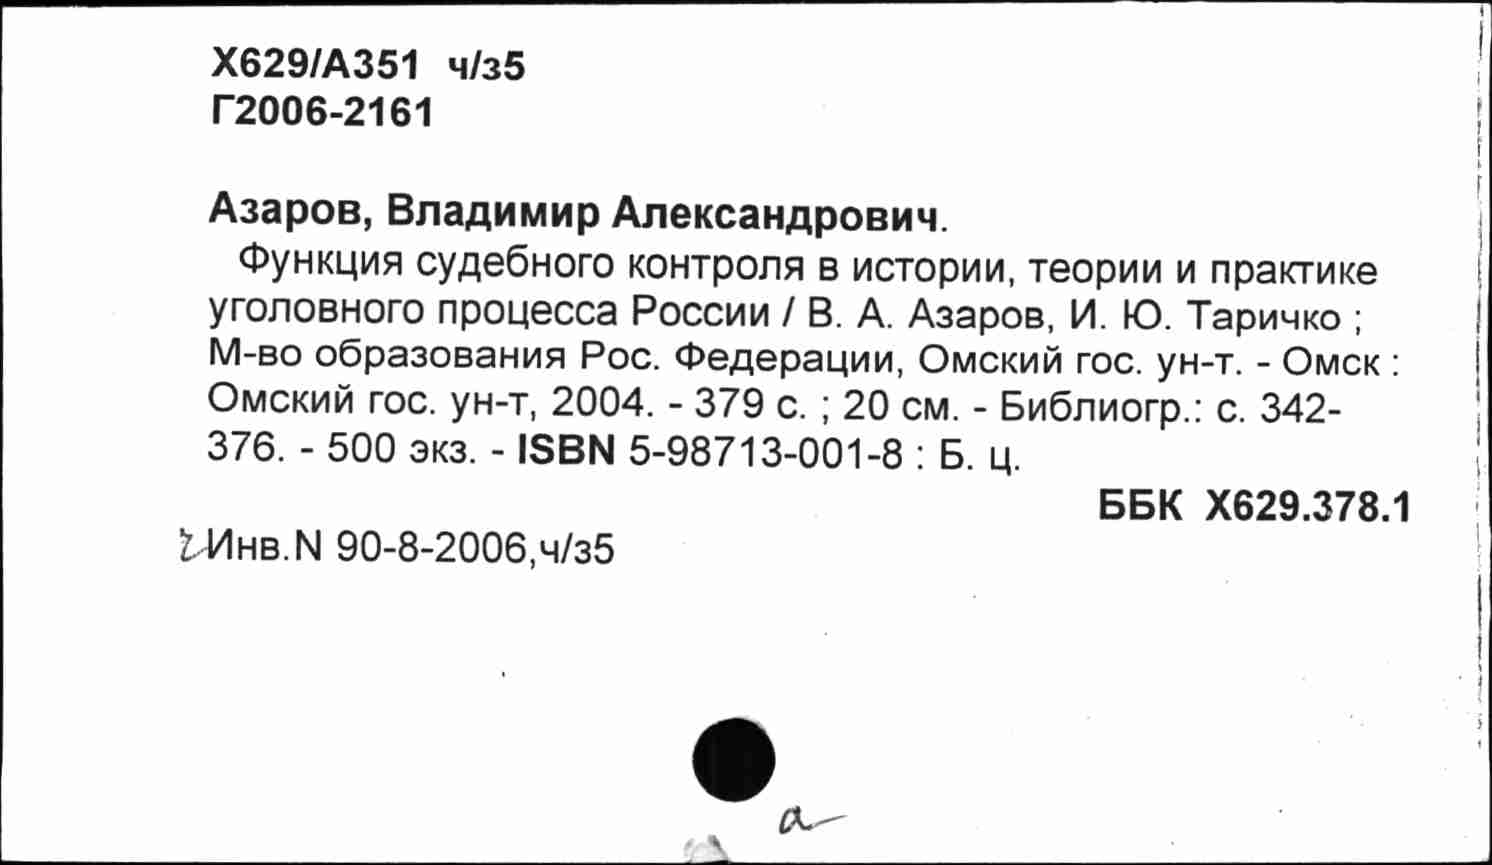 Х629/А351 ч/з5
Г2006-2161
Азаров, Владимир Александрович.
Функция судебного контроля в истории, теории и практике
уголовного процесса России / В. А. Азаров, И. Ю. Таричко ;
М-во образования Рос. Федерации, Омский гос. ун-т. - Омск :
Омский гос. ун-т, 2004. - 379 с. ; 20 см. - Библиогр.: с. 342-
376. - 500 экз. - ISBN 5-98713-001-8 : Б. ц.
ББК Х629.378.1
Инв.N 90-8-2006,ч/з5
а